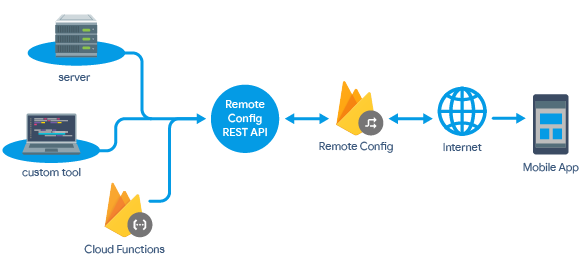 server
custom tool
Cloud Functions
Remote
Config
REST API
Remote Config
Internet
Mobile App